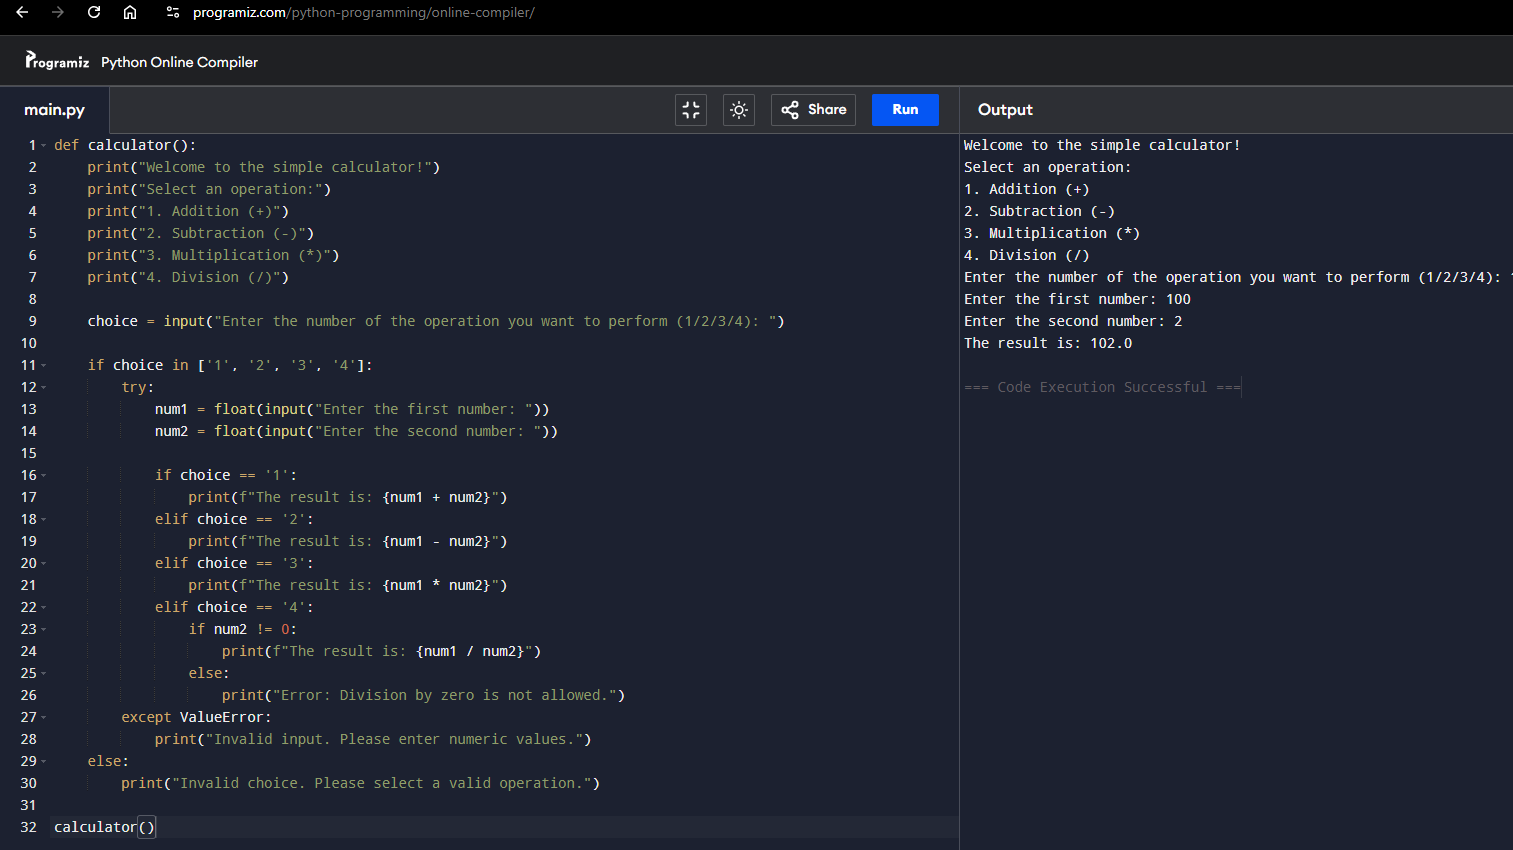 programiz.com/python-programming/online-compiler/
Programiz Python Online Compiler
main.py
Share
Run
Output
1 def calculator():
2     print("Welcome to the simple calculator!")
3     print("Select an operation:")
4     print("1. Addition (+)")
5     print("2. Subtraction (-)")
6     print("3. Multiplication (*)")
7     print("4. Division (/)")
8
9     choice = input("Enter the number of the operation you want to perform (1/2/3/4): ")
10
11     if choice in ['1', '2', '3', '4']:
12         try:
13             num1 = float(input("Enter the first number: "))
14             num2 = float(input("Enter the second number: "))
15
16             if choice == '1':
17                 print(f"The result is: {num1 + num2}")
18             elif choice == '2':
19                 print(f"The result is: {num1 - num2}")
20             elif choice == '3':
21                 print(f"The result is: {num1 * num2}")
22             elif choice == '4':
23                 if num2 != 0:
24                     print(f"The result is: {num1 / num2}")
25                 else:
26                     print("Error: Division by zero is not allowed.")
27         except ValueError:
28             print("Invalid input. Please enter numeric values.")
29     else:
30         print("Invalid choice. Please select a valid operation.")
31
32 calculator()
Welcome to the simple calculator!
Select an operation:
1. Addition (+)
2. Subtraction (-)
3. Multiplication (*)
4. Division (/)
Enter the number of the operation you want to perform (1/2/3/4):
Enter the first number: 100
Enter the second number: 2
The result is: 102.0
=== Code Execution Successful ===